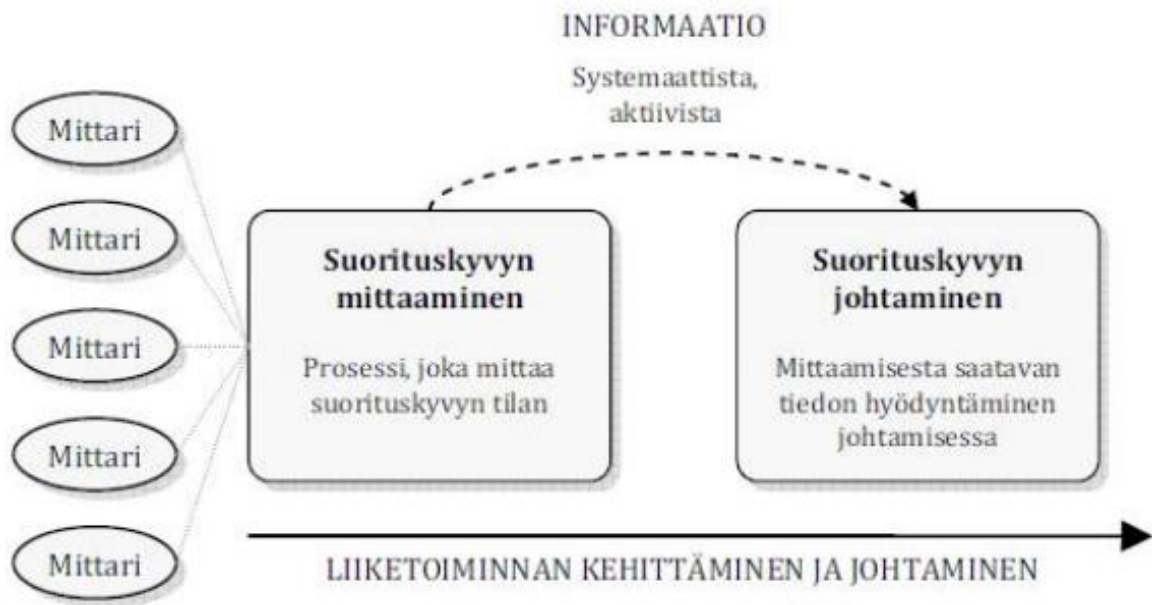 INFORMAATIO
Systemaattista,
aktiivista
Mittari
Mittari
Mittari
Mittari
Mittari
Suorituskyvyn
mittaaminen
Prosessi, joka mittaa
suorituskyvyn tilan
Suorituskyvyn
johtaminen
Mittaamisesta saatavan
tiedon hyödyntäminen
johtamisessa
LIIKETOIMINNAN KEHITTÄMINEN JA JOHTAMINEN